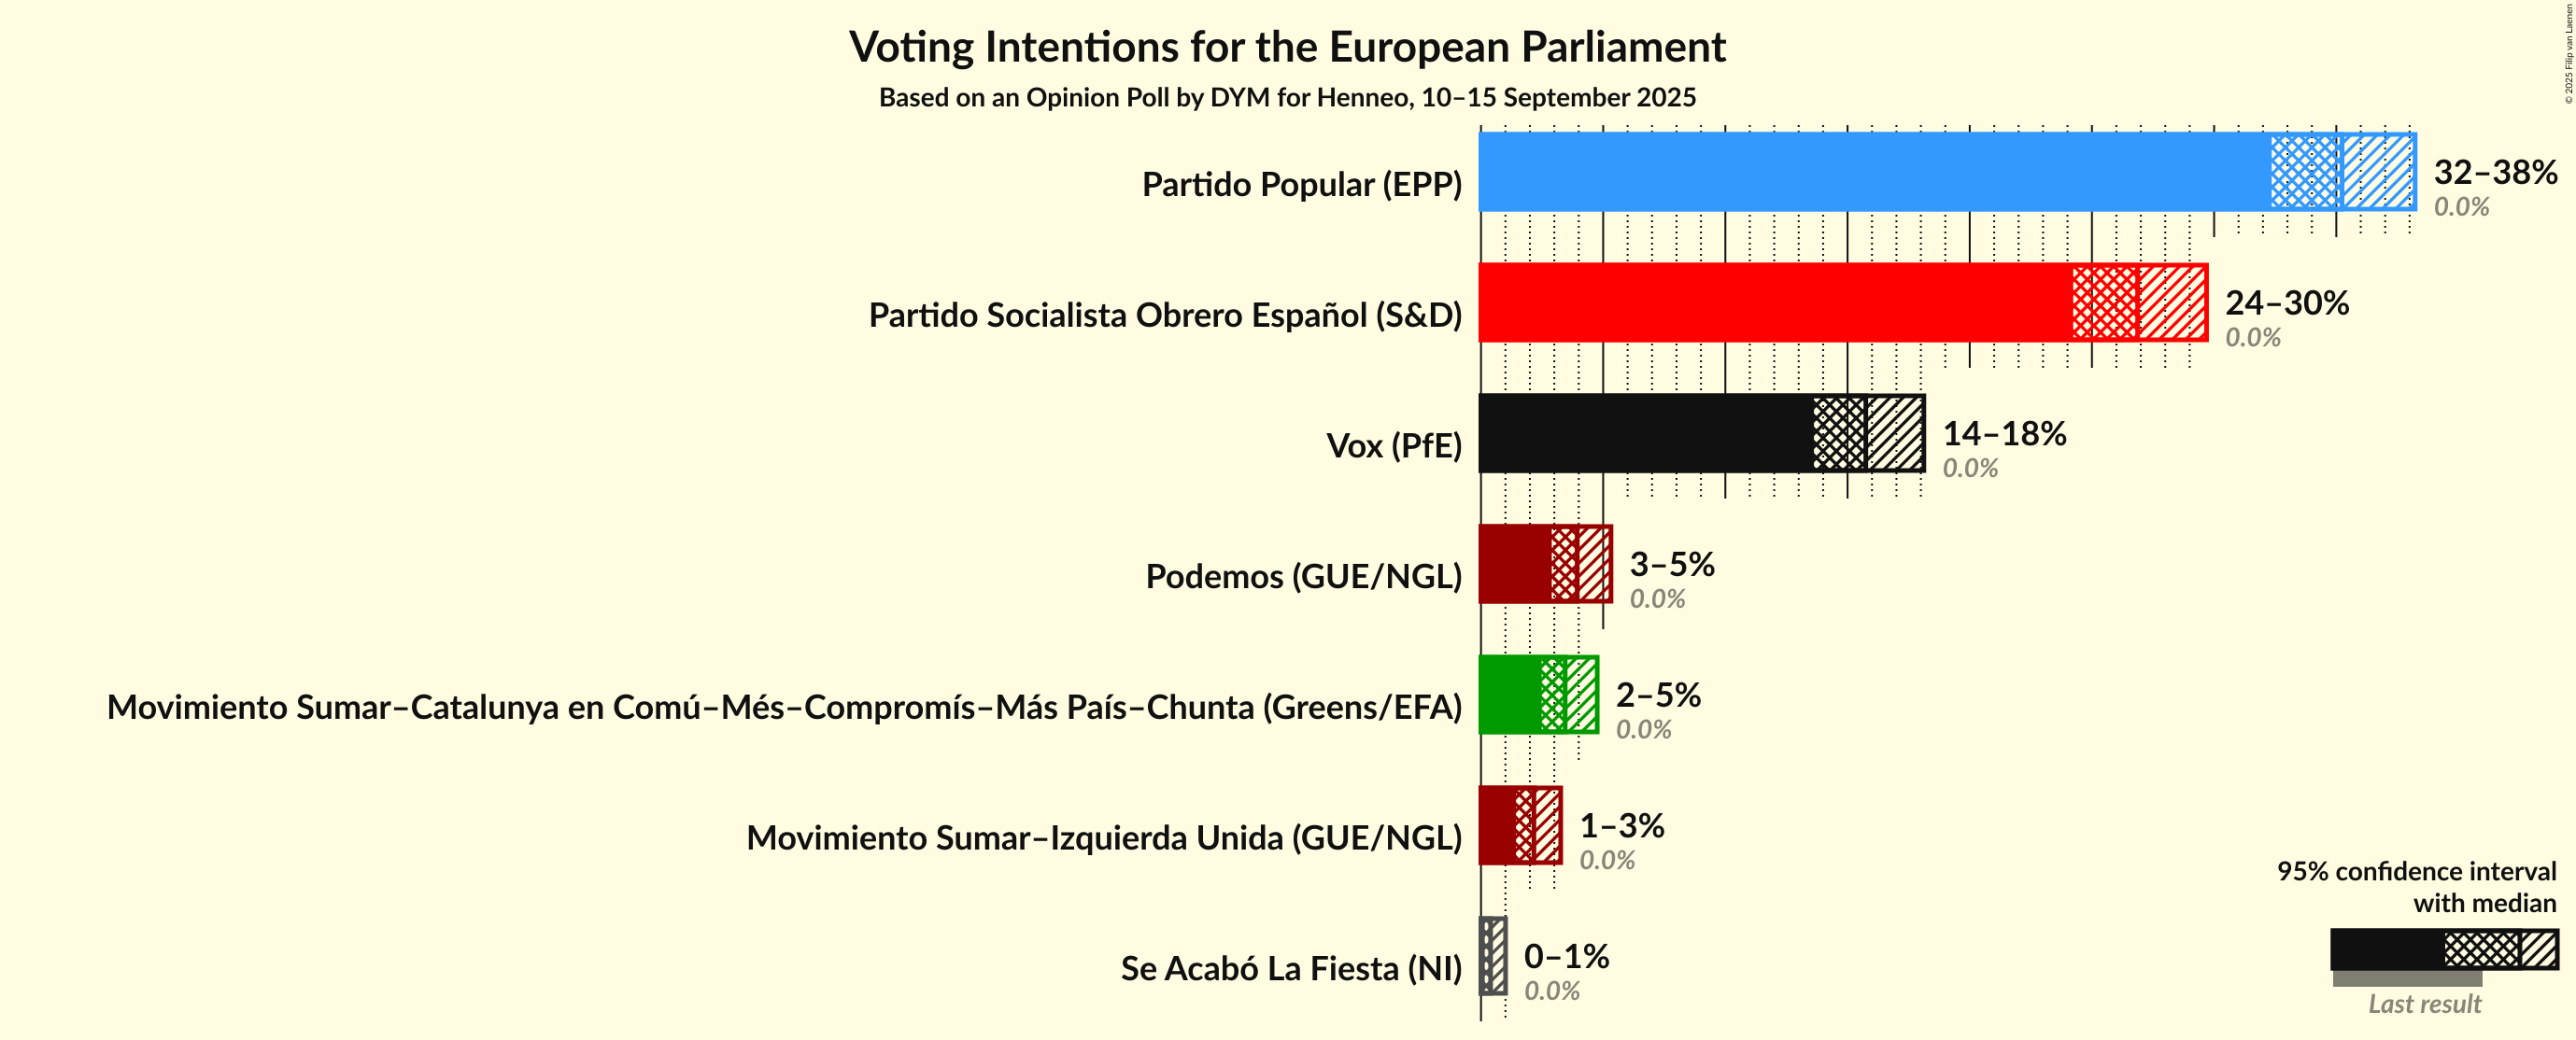 Voting Intentions for the European Parliament
Based on an Opinion Poll by DYM for Henneo, 10–15 September 2025
© 2025 Filip van Laenen
Partido Popular (EPP)
32–38%
0.0%
Partido Socialista Obrero Español (S&D)
24–30%
0.0%
Vox (PfE)
14–18%
0.0%
Podemos (GUE/NGL)
3–5%
0.0%
Movimiento Sumar–Catalunya en Comú–Més–Compromís–Más País–Chunta (Greens/EFA)
2–5%
0.0%
Movimiento Sumar–Izquierda Unida (GUE/NGL)
1–3%
0.0%
Se Acabó La Fiesta (NI)
0–1%
0.0%
95% confidence interval
with median
Last result